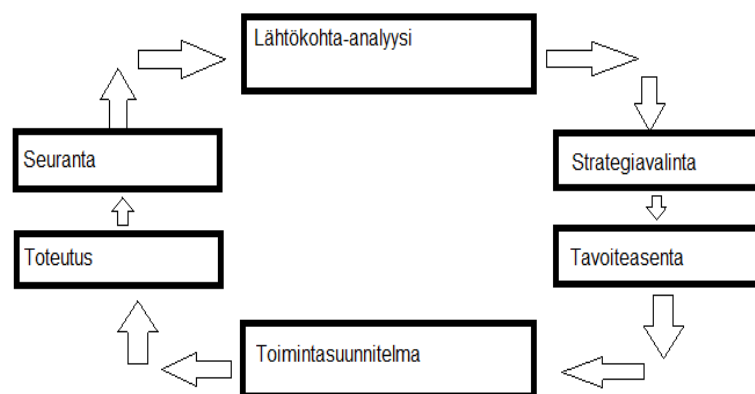 Lähtökohta-analyysi
Seuranta
Strategiavalinta
Toteutus
Tavoiteasenta
Toimintasuunnitelma